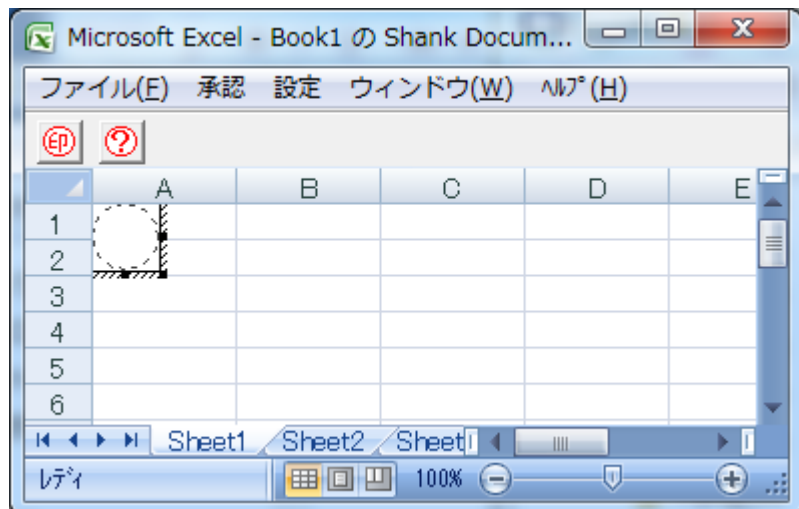 Microsoft Excel - Book1 の Shank Docum...
ファイル(F) 承認 設定 ウィンドウ(W) ﾍﾙﾌﾟ(H)
印 ?
A B C D E
1
2
3
4
5
6
Sheet1 Sheet2 Sheet
ﾚﾃﾞｨ 100%